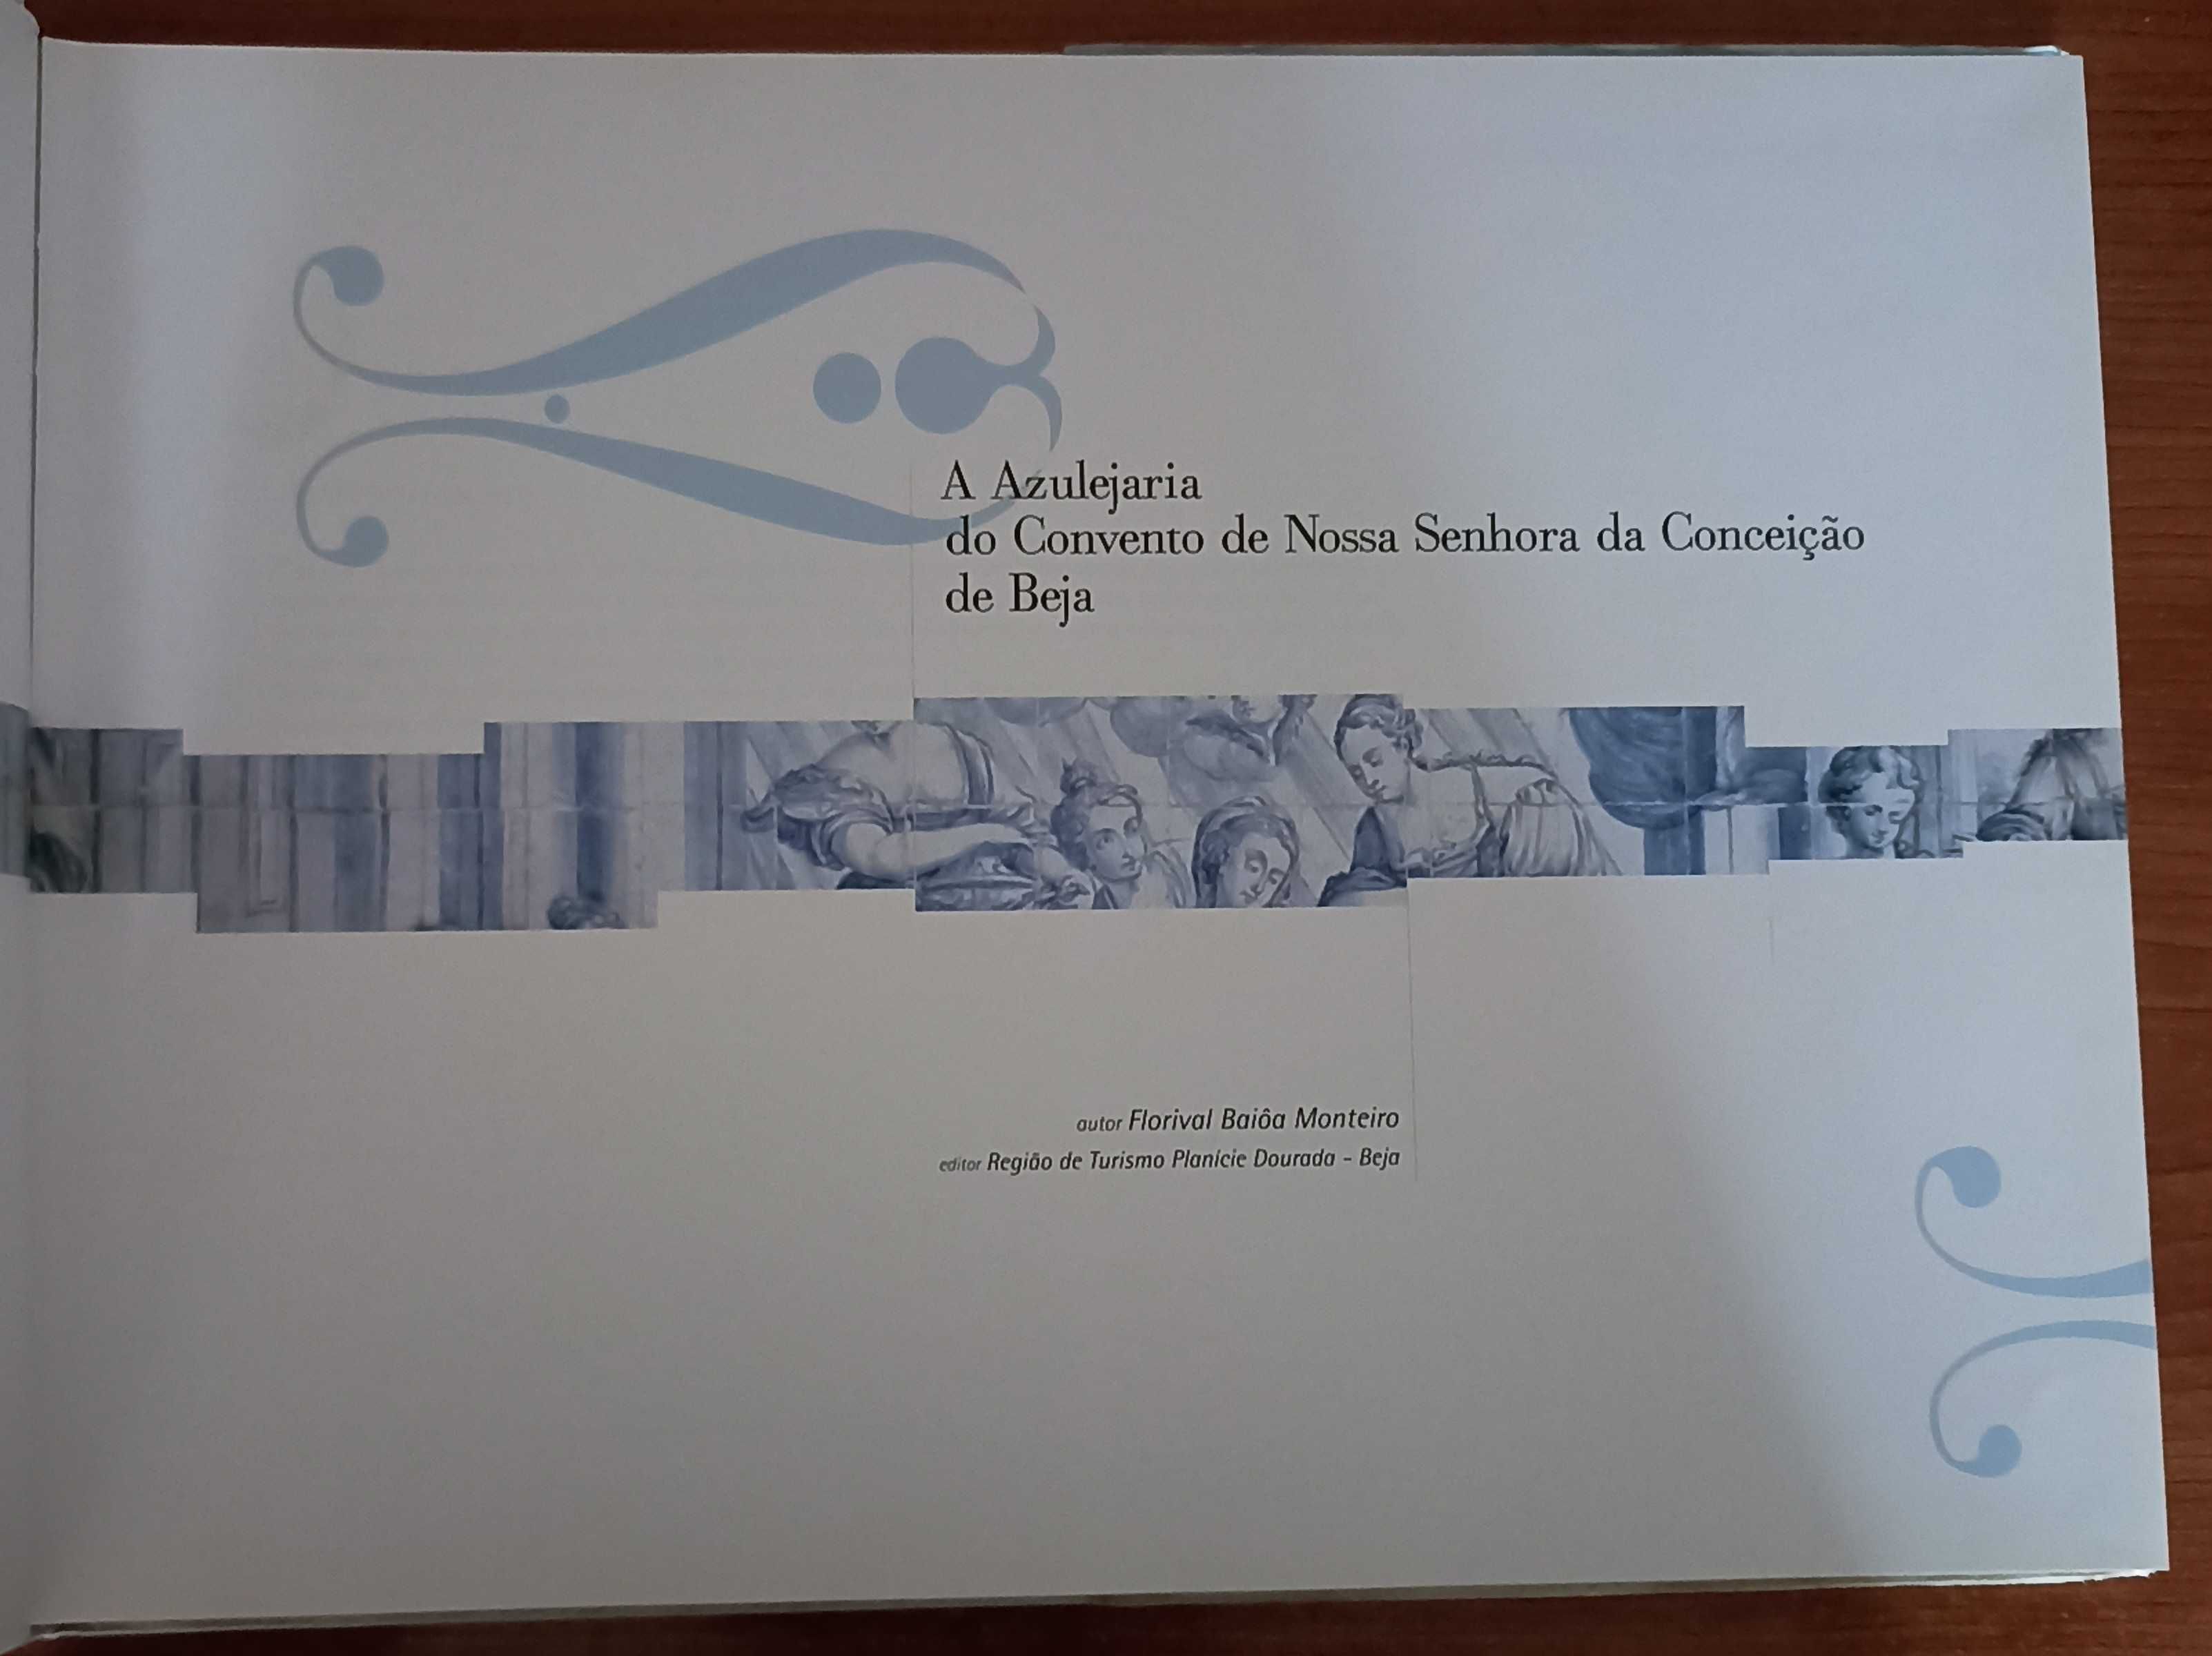 A Azulejaria
do Convento de Nossa Senhora da Conceição
de Beja
autor Florival Baiôa Monteiro
editor Região de Turismo Planície Dourada - Beja